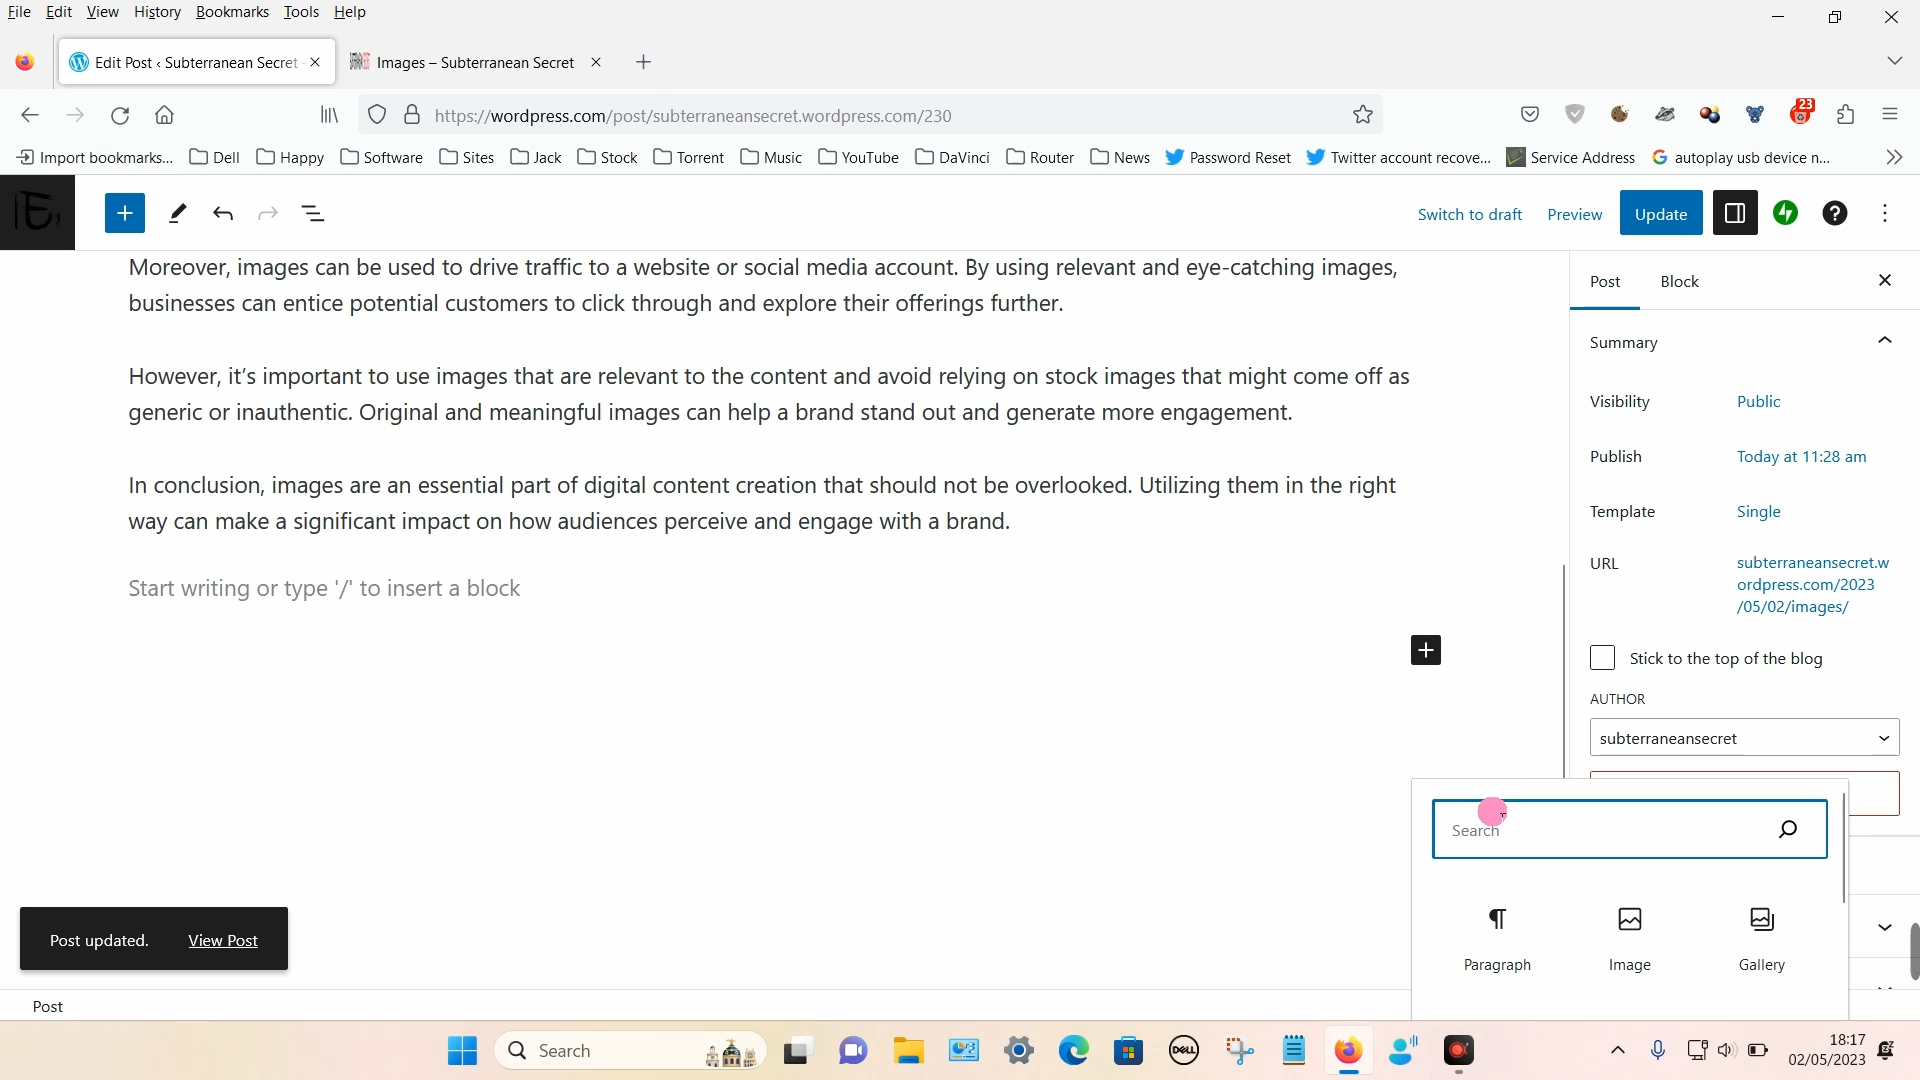 File Edit View History Bookmarks Tools Help
Edit Post ‹ Subterranean Secret
Images – Subterranean Secret
https://wordpress.com/post/subterraneansecret.wordpress.com/230
23
Import bookmarks... Dell Happy Software Sites Jack Stock Torrent Music YouTube DaVinci Router News Password Reset Twitter account recove... Service Address autoplay usb device n...
Switch to draft Preview Update
Moreover, images can be used to drive traffic to a website or social media account. By using relevant and eye-catching images,
businesses can entice potential customers to click through and explore their offerings further.
However, it's important to use images that are relevant to the content and avoid relying on stock images that might come off as
generic or inauthentic. Original and meaningful images can help a brand stand out and generate more engagement.
In conclusion, images are an essential part of digital content creation that should not be overlooked. Utilizing them in the right
way can make a significant impact on how audiences perceive and engage with a brand.
Start writing or type '/' to insert a block
Post Block
Summary
Visibility Public
Publish Today at 11:28 am
Template Single
URL subterraneansecret.w
ordpress.com/2023
/05/02/images/
Stick to the top of the blog
AUTHOR
subterraneansecret
Search
Paragraph Image Gallery
Post updated. View Post
Post
Search
DELL
18:17
02/05/2023